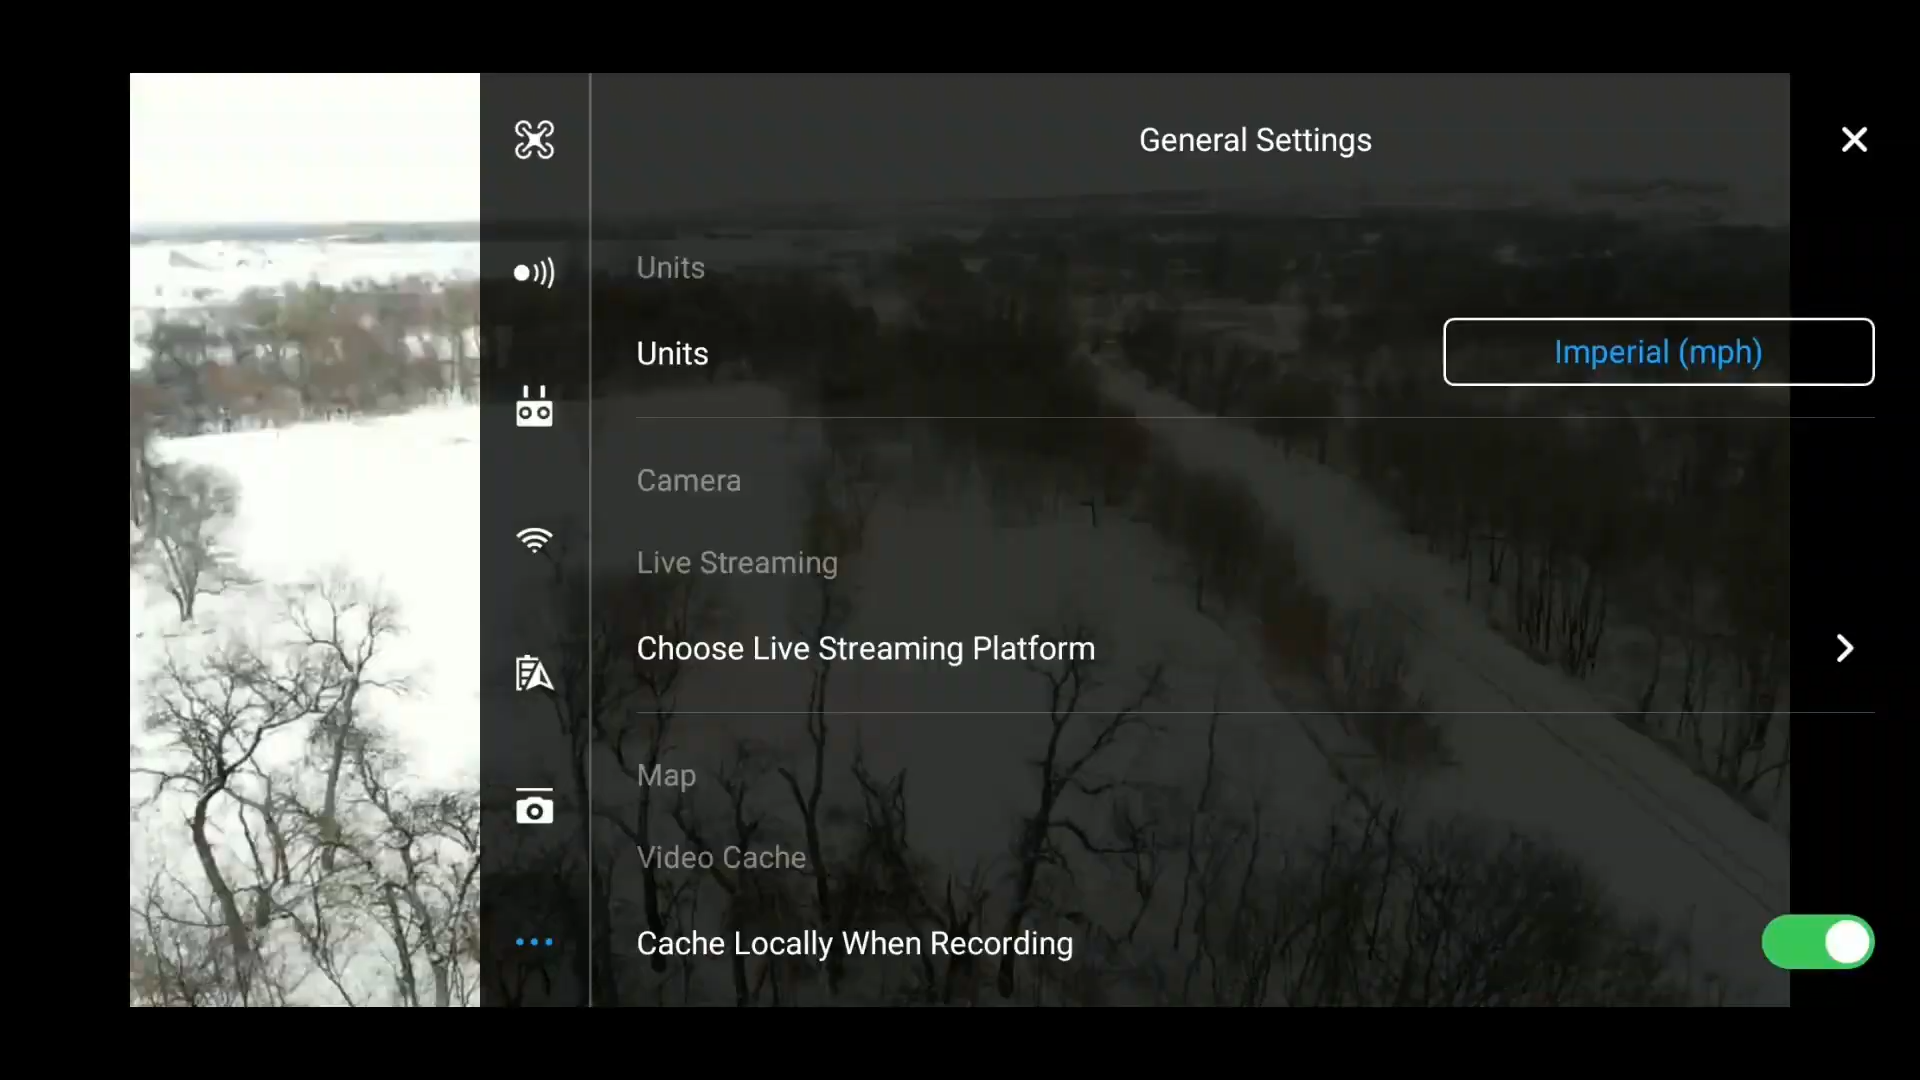 General Settings
Units
Units
Imperial (mph)
Camera
Live Streaming
Choose Live Streaming Platform
Map
Video Cache
Cache Locally When Recording